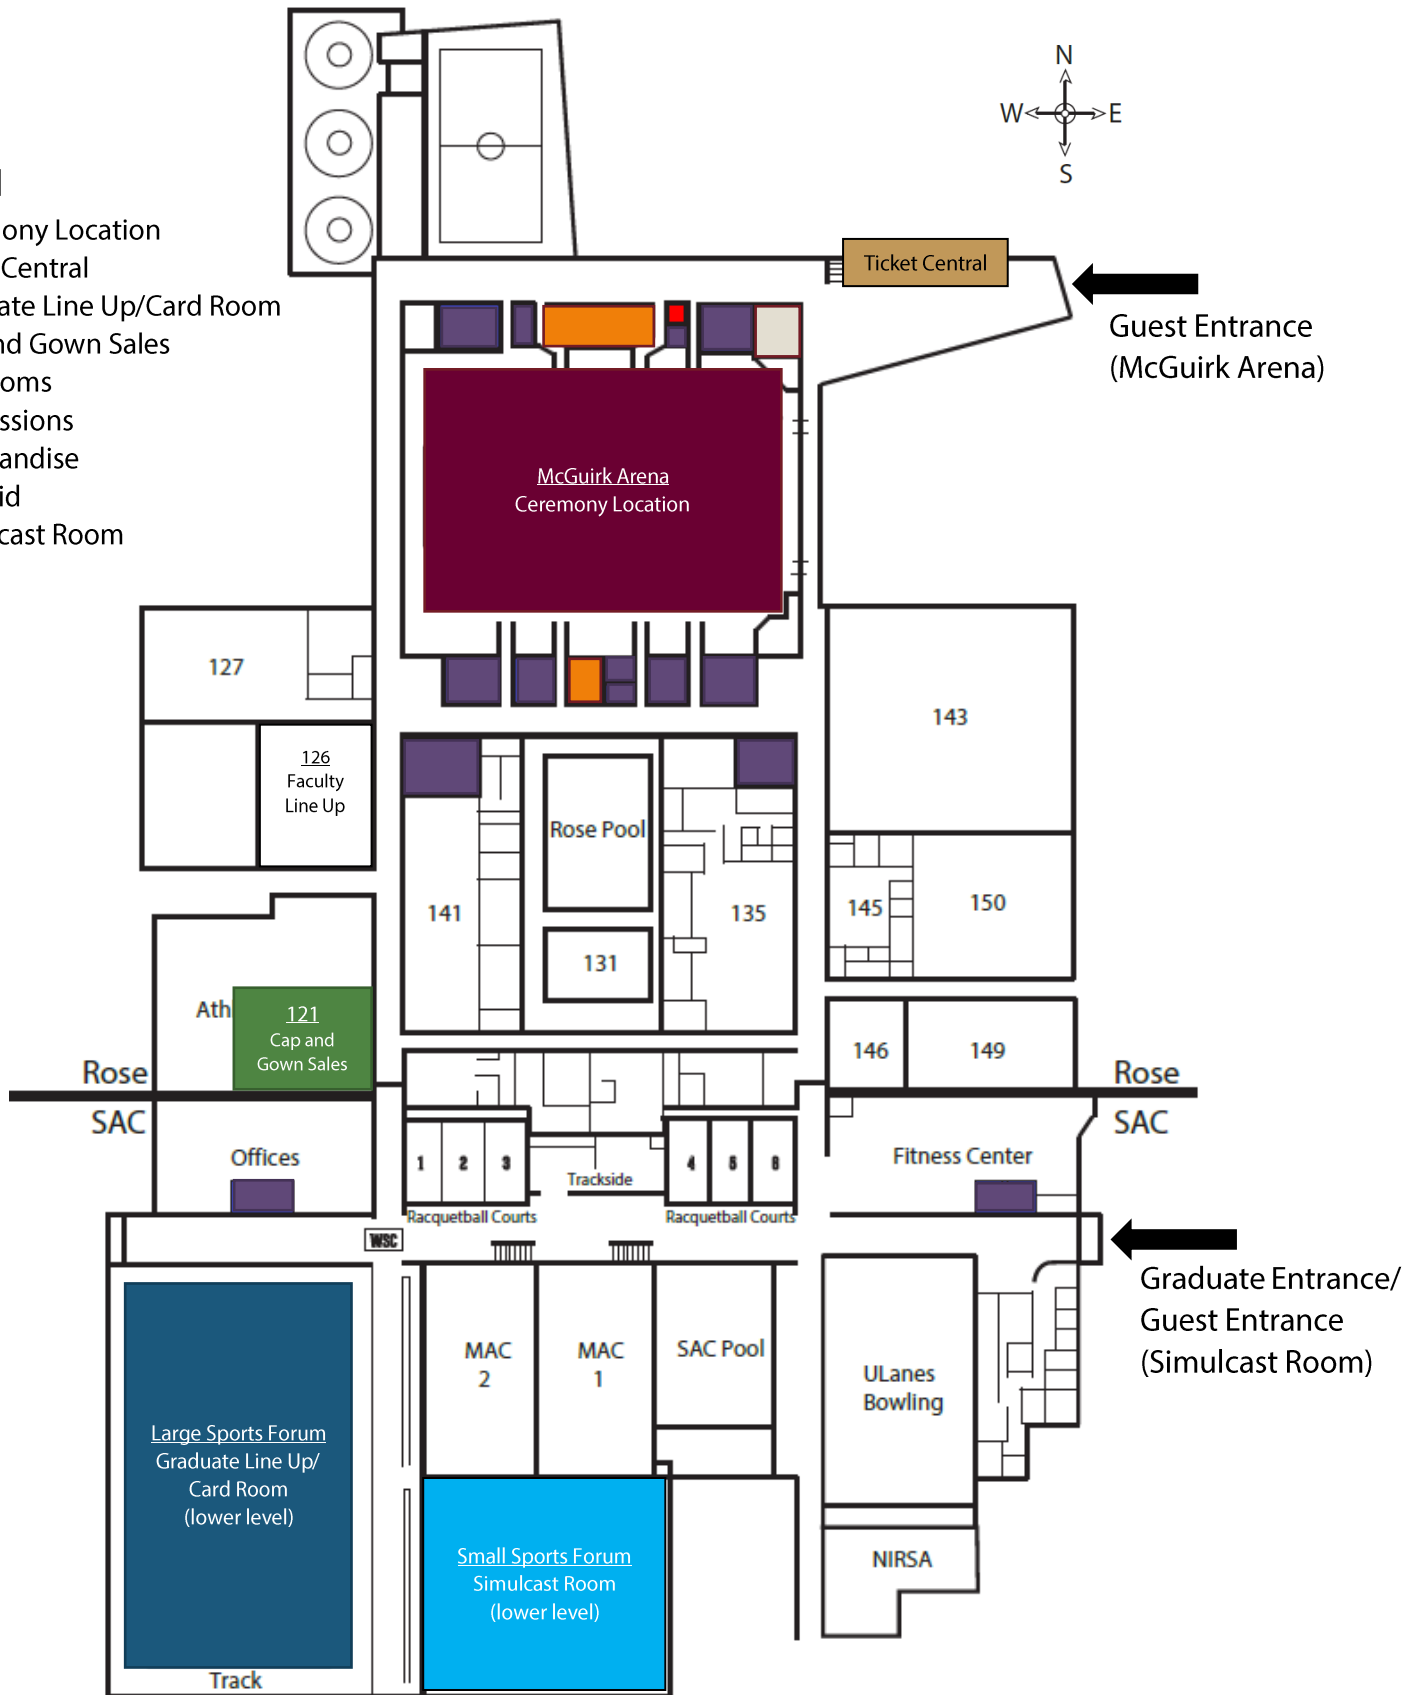 N
W E
S
ony Location
Central
ate Line Up/Card Room
nd Gown Sales
oms
ssions
andise
id
cast Room
Ticket Central
Guest Entrance
(McGuirk Arena)
McGuirk Arena
Ceremony Location
127
126
Faculty
Line Up
143
Rose Pool
141
131
135
145
150
Ath
121
Cap and
Gown Sales
146
149
Rose
SAC
Rose
SAC
Offices
Fitness Center
1 2 3
Trackside
4 5 6
Racquetball Courts
Racquetball Courts
WSC
Graduate Entrance/
Guest Entrance
(Simulcast Room)
MAC
2
MAC
1
SAC Pool
ULanes
Bowling
Large Sports Forum
Graduate Line Up/
Card Room
(lower level)
Small Sports Forum
Simulcast Room
(lower level)
NIRSA
Track